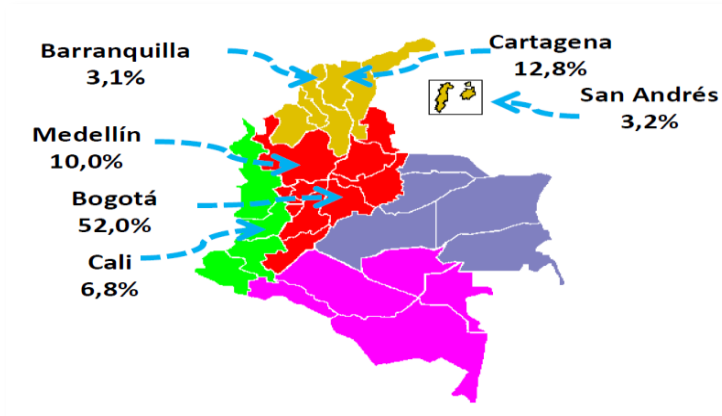 Barranquilla
3,1%
Cartagena
12,8%
San Andrés
3,2%
Medellín
10,0%
Bogotá
52,0%
Cali
6,8%